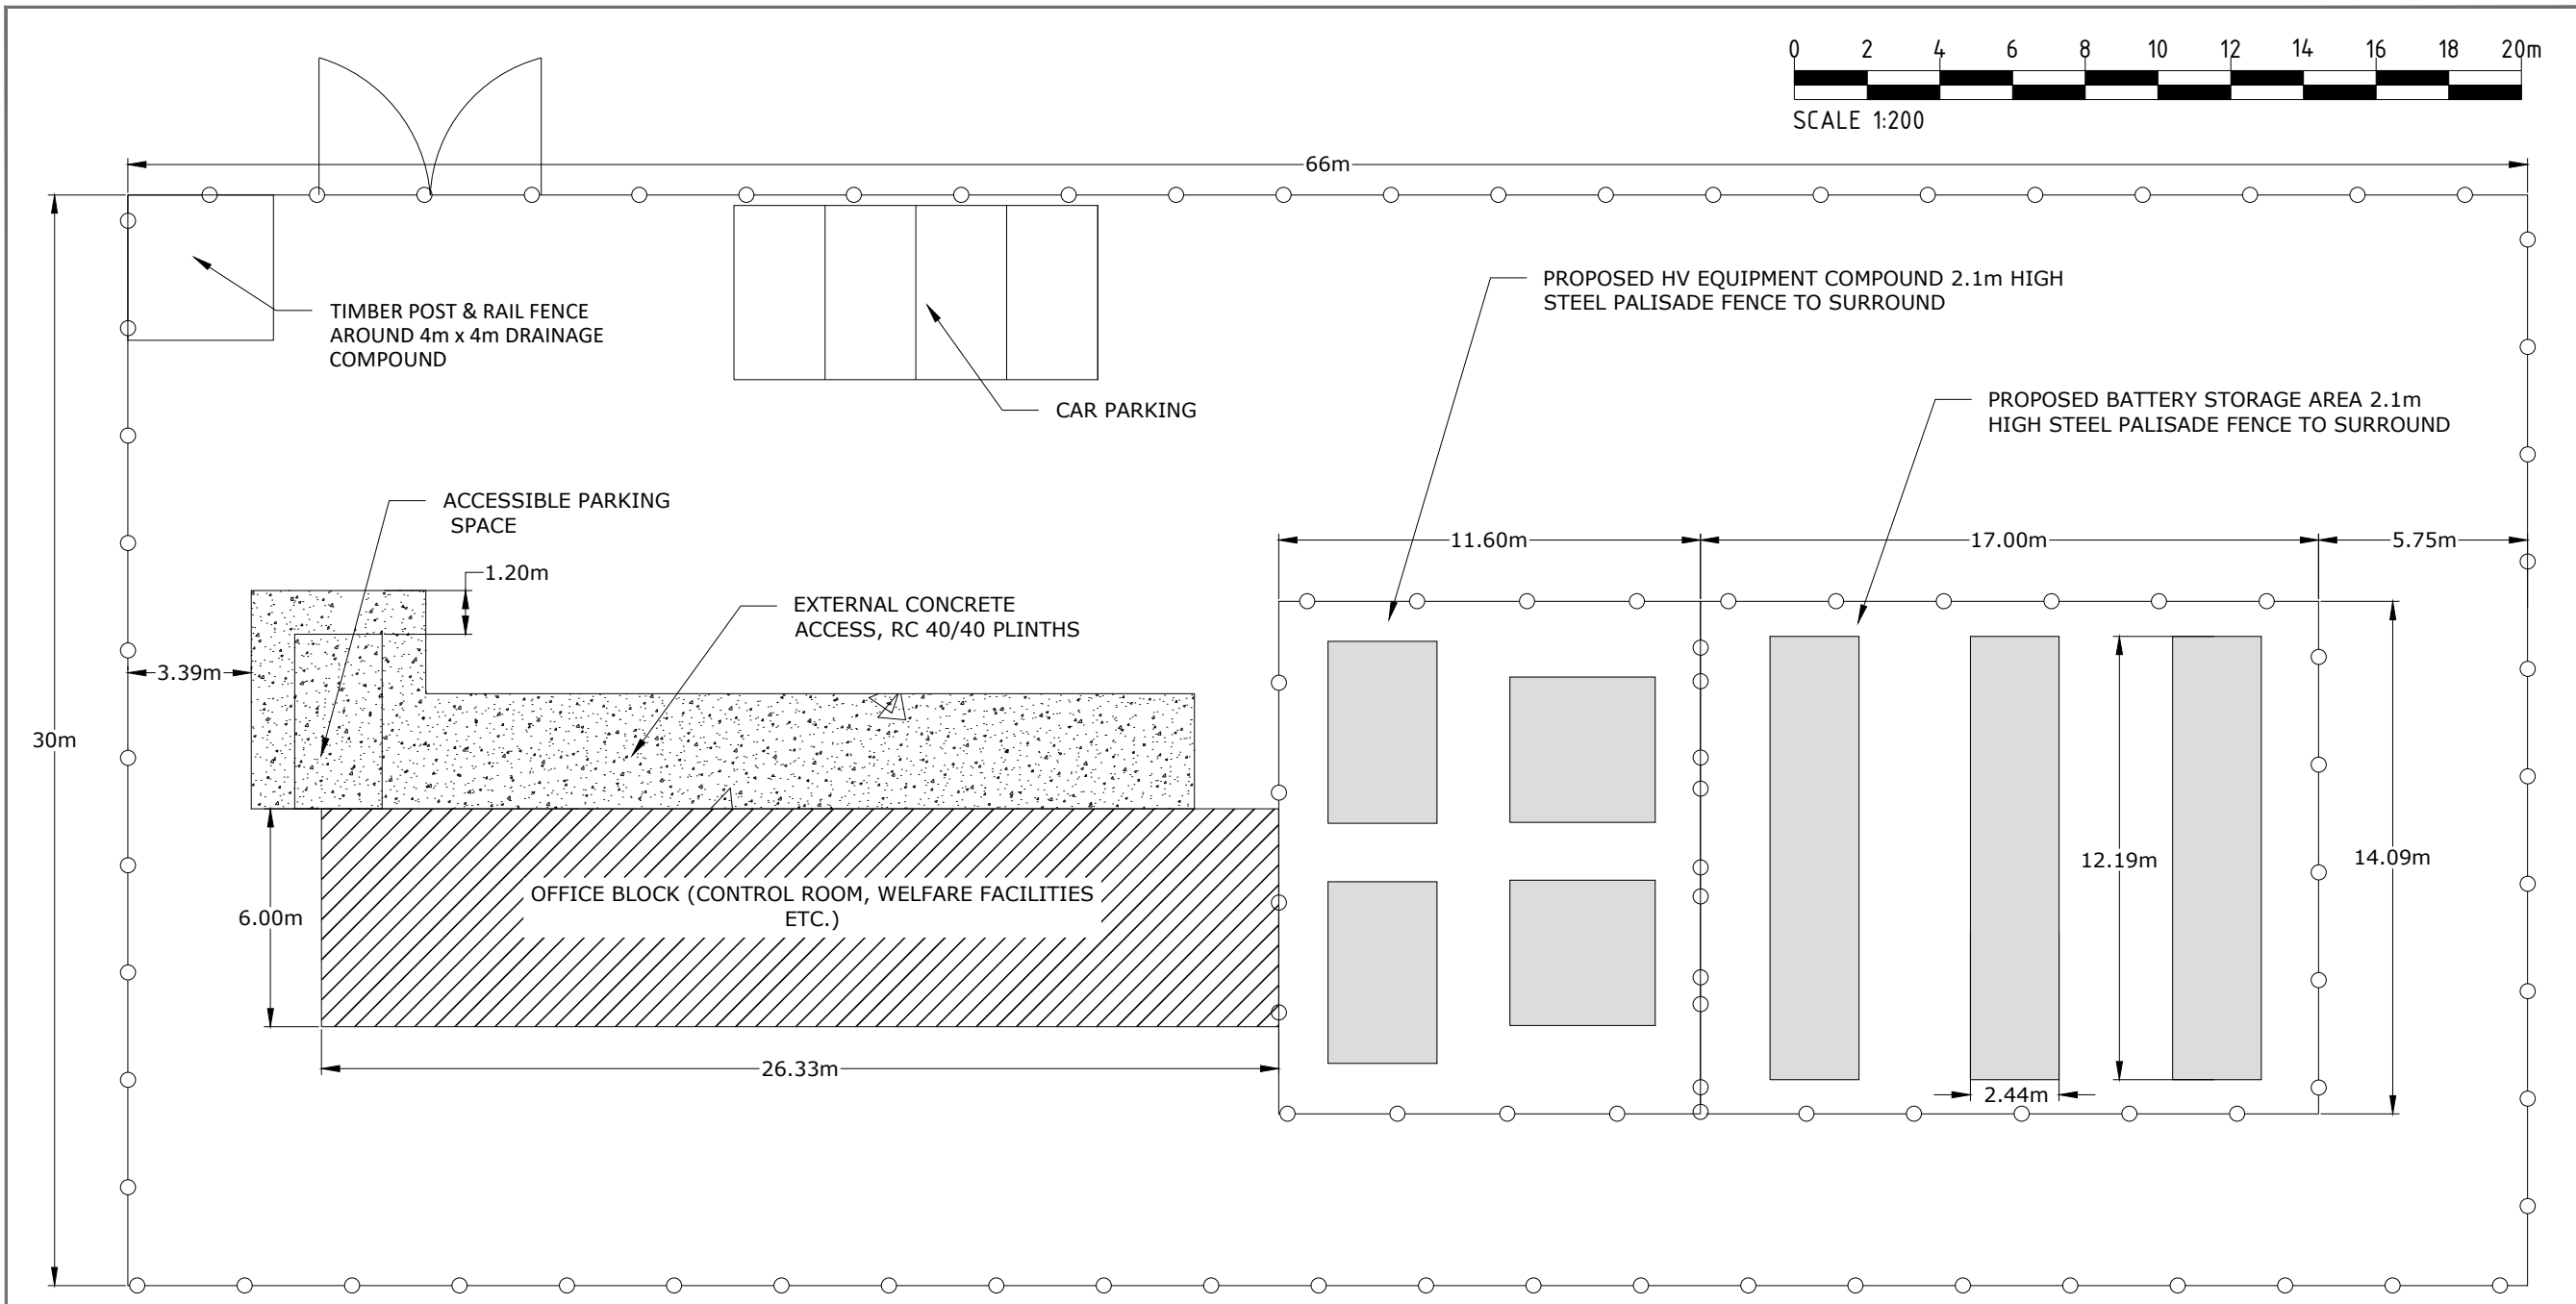 0 2 4 6 8 10 12 14 16 18 20m
SCALE 1:200
66m
PROPOSED HV EQUIPMENT COMPOUND 2.1m HIGH
STEEL PALISADE FENCE TO SURROUND
TIMBER POST & RAIL FENCE
AROUND 4m x 4m DRAINAGE
COMPOUND
CAR PARKING
PROPOSED BATTERY STORAGE AREA 2.1m
HIGH STEEL PALISADE FENCE TO SURROUND
ACCESSIBLE PARKING
SPACE
11.60m
17.00m
5.75m
1.20m
EXTERNAL CONCRETE
ACCESS, RC 40/40 PLINTHS
3.39m
30m
12.19m
14.09m
OFFICE BLOCK (CONTROL ROOM, WELFARE FACILITIES
ETC.)
6.00m
26.33m
2.44m